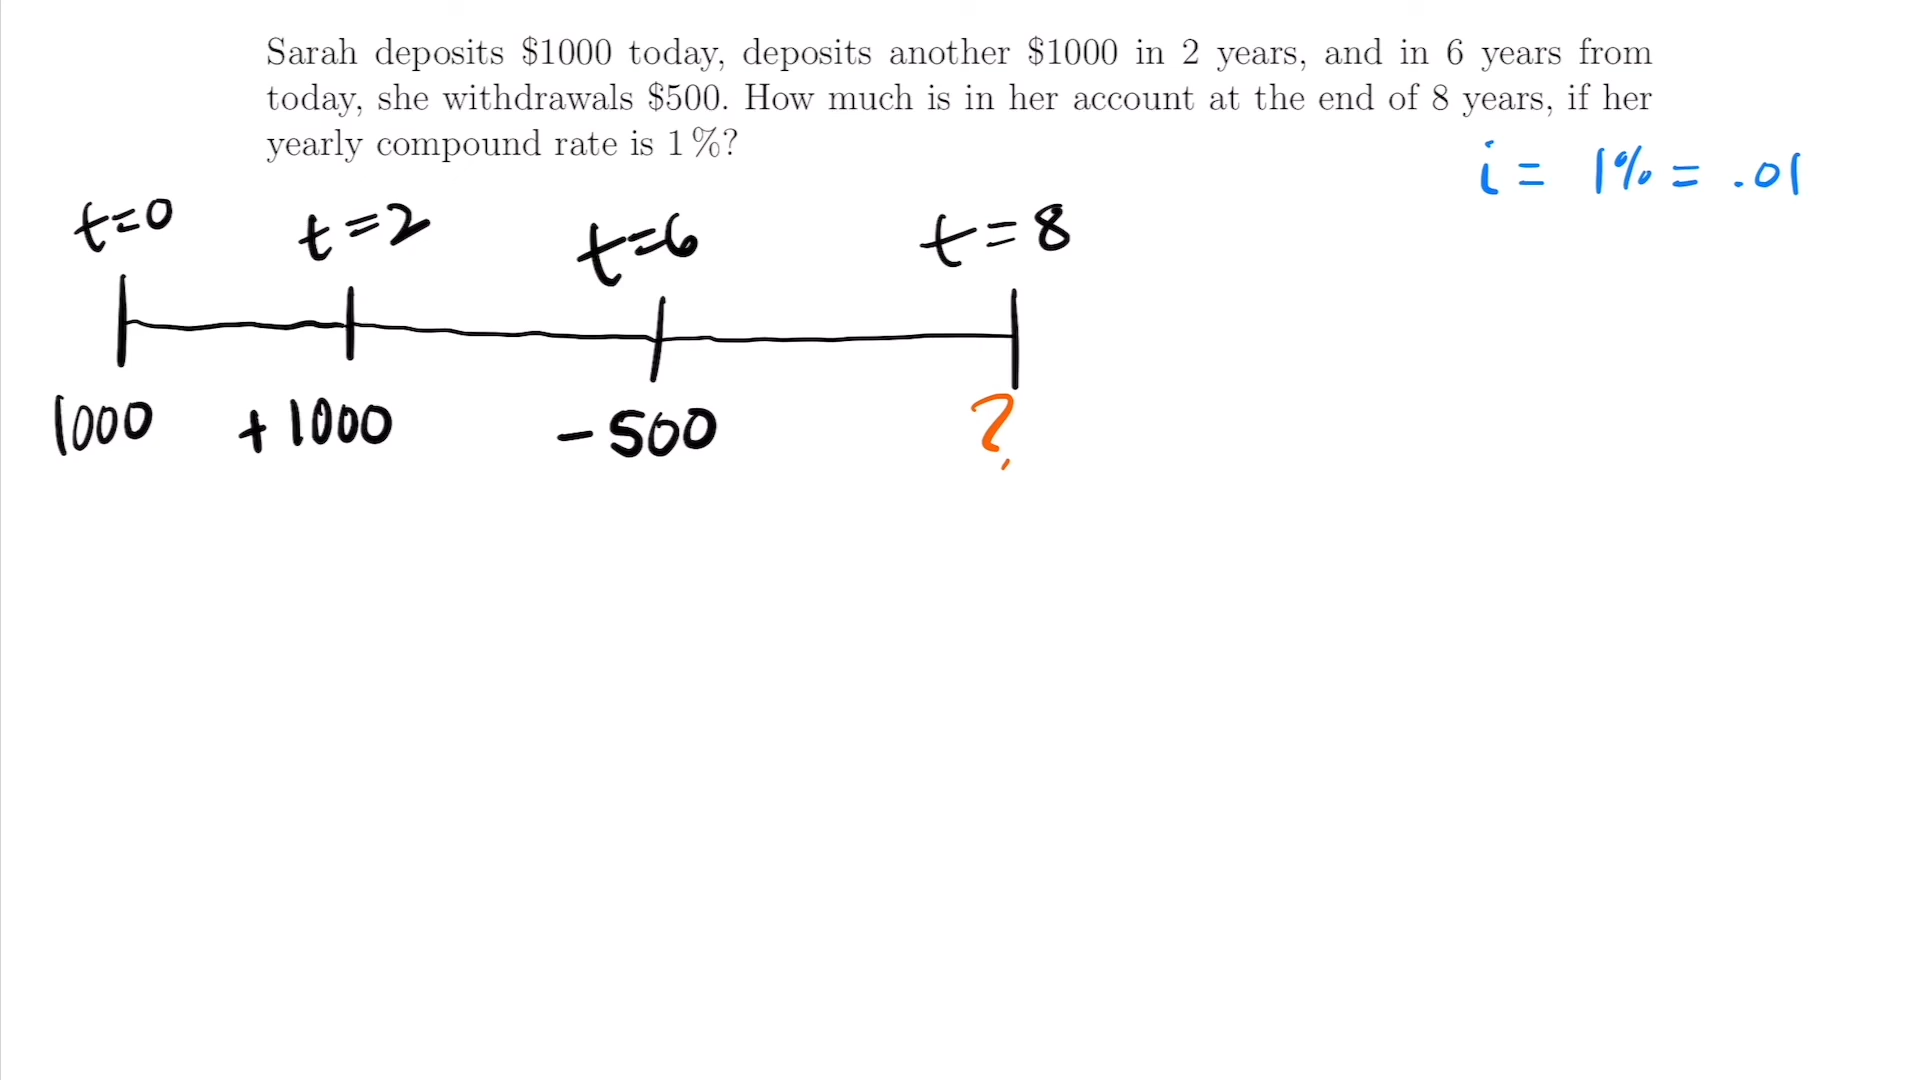 Sarah deposits $1000 today, deposits another $1000 in 2 years, and in 6 years from
today, she withdrawals $500. How much is in her account at the end of 8 years, if her
yearly compound rate is 1%?
i = 1% = .01
t=0 t=2 t=6 t=8
1000 +1000 -500 ?